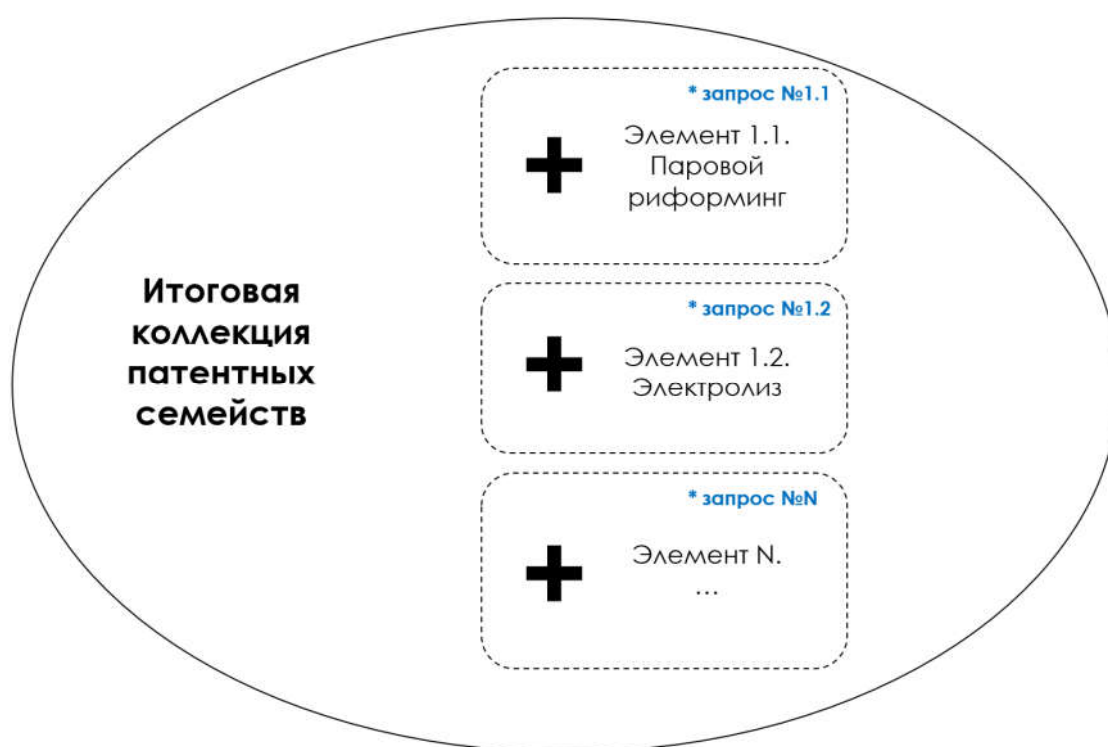 * запрос №1.1
Элемент 1.1.
Паровой
риформинг
Итоговая
коллекция
патентных
семейств
* запрос №1.2
Элемент 1.2.
Электролиз
* запрос №N
Элемент N.
...